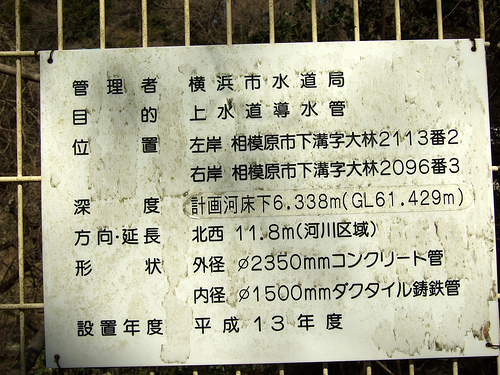 管理者 横浜市水道局
目的 上水道導水管
位置 左岸 相模原市下溝字大林2113番2
右岸 相模原市下溝字大林2096番3
深度 計画河床下6.338m(GL61.429m)
方向・延長 北西 11.8m(河川区域)
形状 外径 φ2350mmコンクリート管
内径 φ1500mmダクタイル鋳鉄管
設置年度 平成13年度